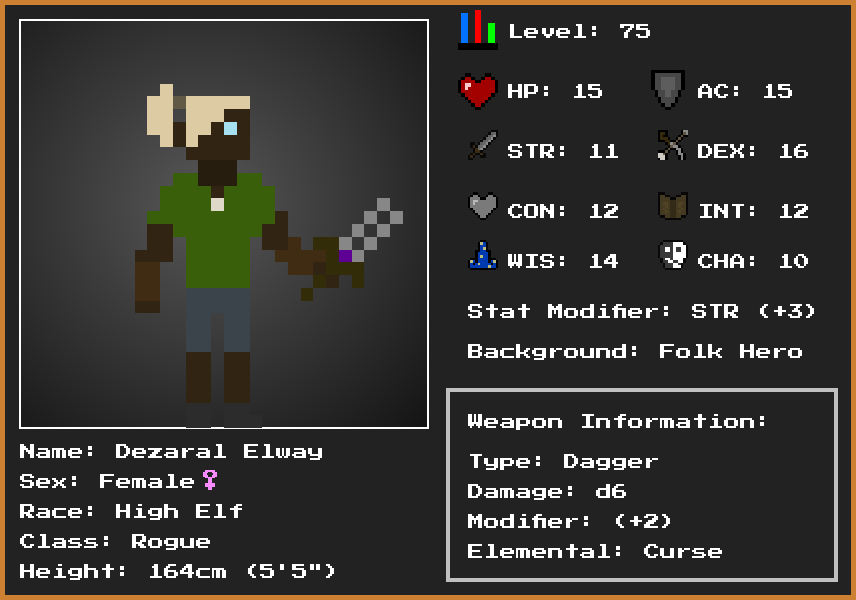 Level: 75
HP: 15
AC: 15
STR: 11
DEX: 16
CON: 12
INT: 12
WIS: 14
CHA: 10
Stat Modifier: STR (+3)
Background: Folk Hero
Weapon Information:
Type: Dagger
Damage: d6
Modifier: (+2)
Elemental: Curse
Name: Dezaral Elway
Sex: Female♀
Race: High Elf
Class: Rogue
Height: 164cm (5'5")